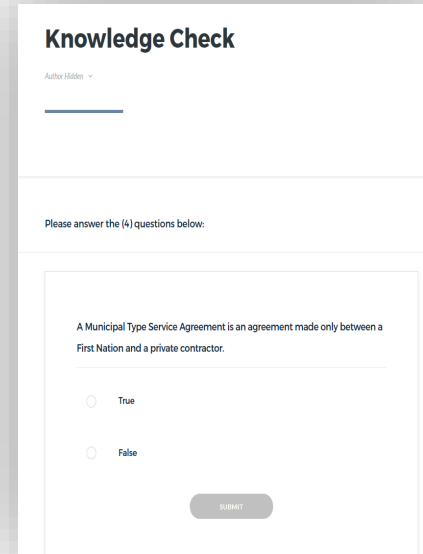 Knowledge Check
Author Hidden
Please answer the (4) questions below:
A Municipal Type Service Agreement is an agreement made only between a
First Nation and a private contractor.
True
False
SUBMIT